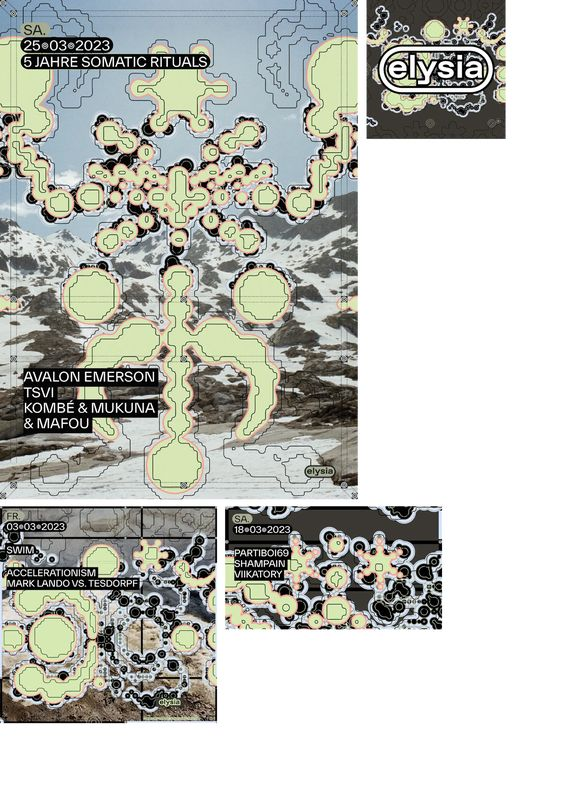 SA.
25⊗03⊗2023
5 JAHRE SOMATIC RITUALS
AVALON EMERSON
TSVI
KOMBÉ & MUKUNA
& MAFOU
elysia
elysia
FR.
03⊗03⊗2023
SWIM
ACCELERATIONISM
MARK LANDO VS. TESDORPF
elysia
SA.
18⊗03⊗2023
PARTIBOI69
SHAMPAIN
VIIKATORY